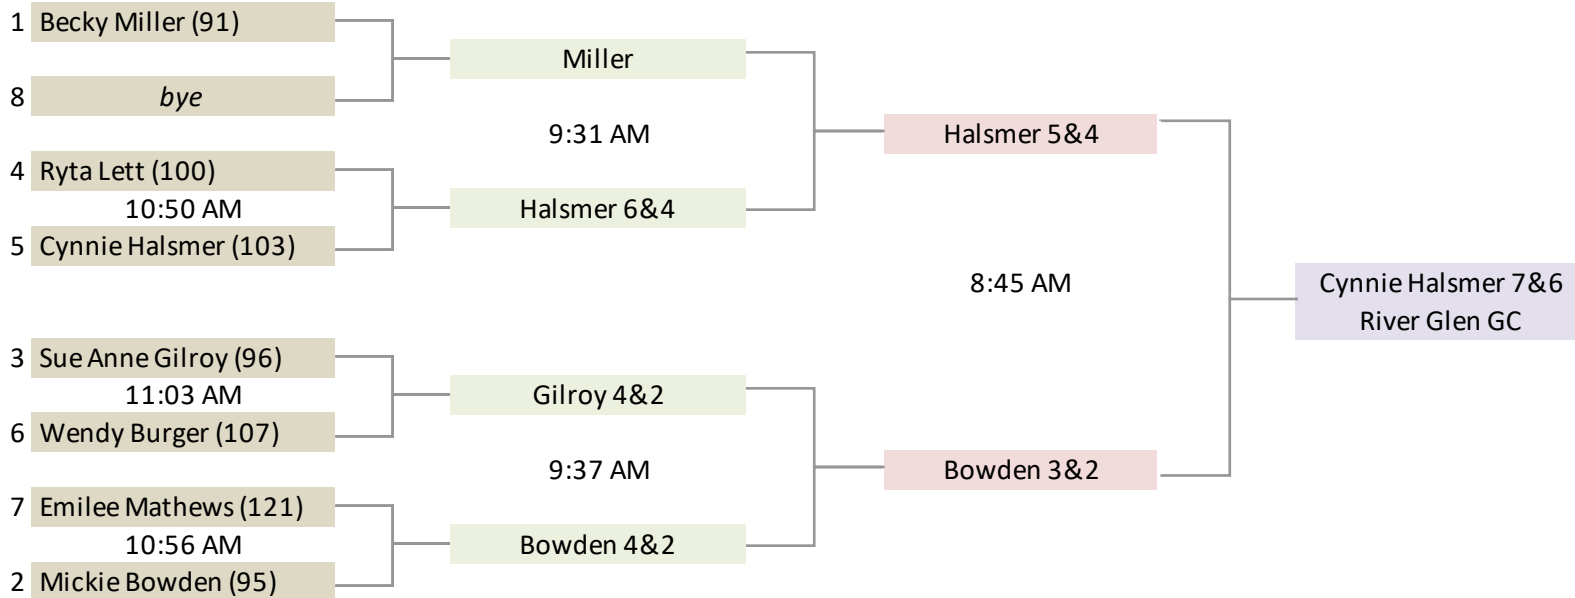 1 Becky Miller (91)
Miller
8 bye
9:31 AM
Halsmer 5&4
4 Ryta Lett (100)
10:50 AM
Halsmer 6&4
5 Cynnie Halsmer (103)
8:45 AM
Cynnie Halsmer 7&6
River Glen GC
3 Sue Anne Gilroy (96)
11:03 AM
Gilroy 4&2
6 Wendy Burger (107)
9:37 AM
Bowden 3&2
7 Emilee Mathews (121)
10:56 AM
Bowden 4&2
2 Mickie Bowden (95)